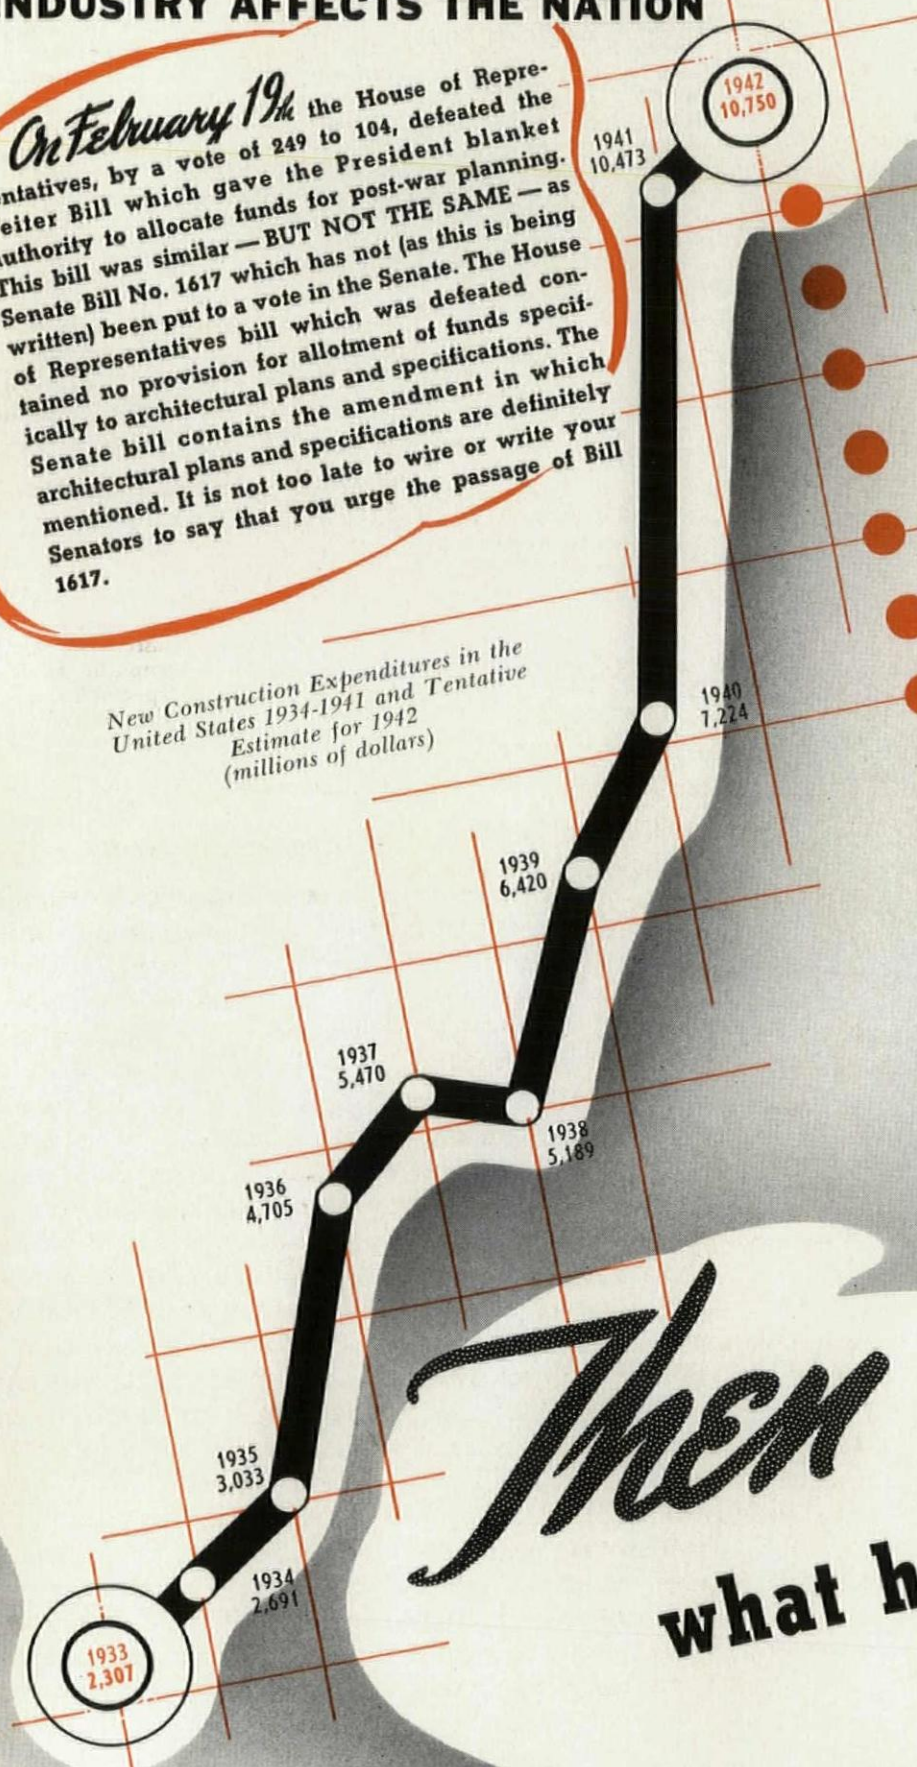 INDUSTRY AFFECTS THE NATION
On February 19th the House of Repre-
entatives, by a vote of 249 to 104, defeated the
eiter Bill which gave the President blanket
uthority to allocate funds for post-war planning.
This bill was similar — BUT NOT THE SAME — as
Senate Bill No. 1617 which has not (as this is being
written) been put to a vote in the Senate. The House
of Representatives bill which was defeated con-
tained no provision for allotment of funds specif-
ically to architectural plans and specifications. The
Senate bill contains the amendment in which
architectural plans and specifications are definitely
mentioned. It is not too late to wire or write your
Senators to say that you urge the passage of Bill
1617.
New Construction Expenditures in the
United States 1934-1941 and Tentative
Estimate for 1942
(millions of dollars)
1942
10,750
1941
10,473
1940
7,224
1939
6,420
1937
5,470
1938
5,189
1936
4,705
1935
3,033
1934
2,691
1933
2,307
Then
what h